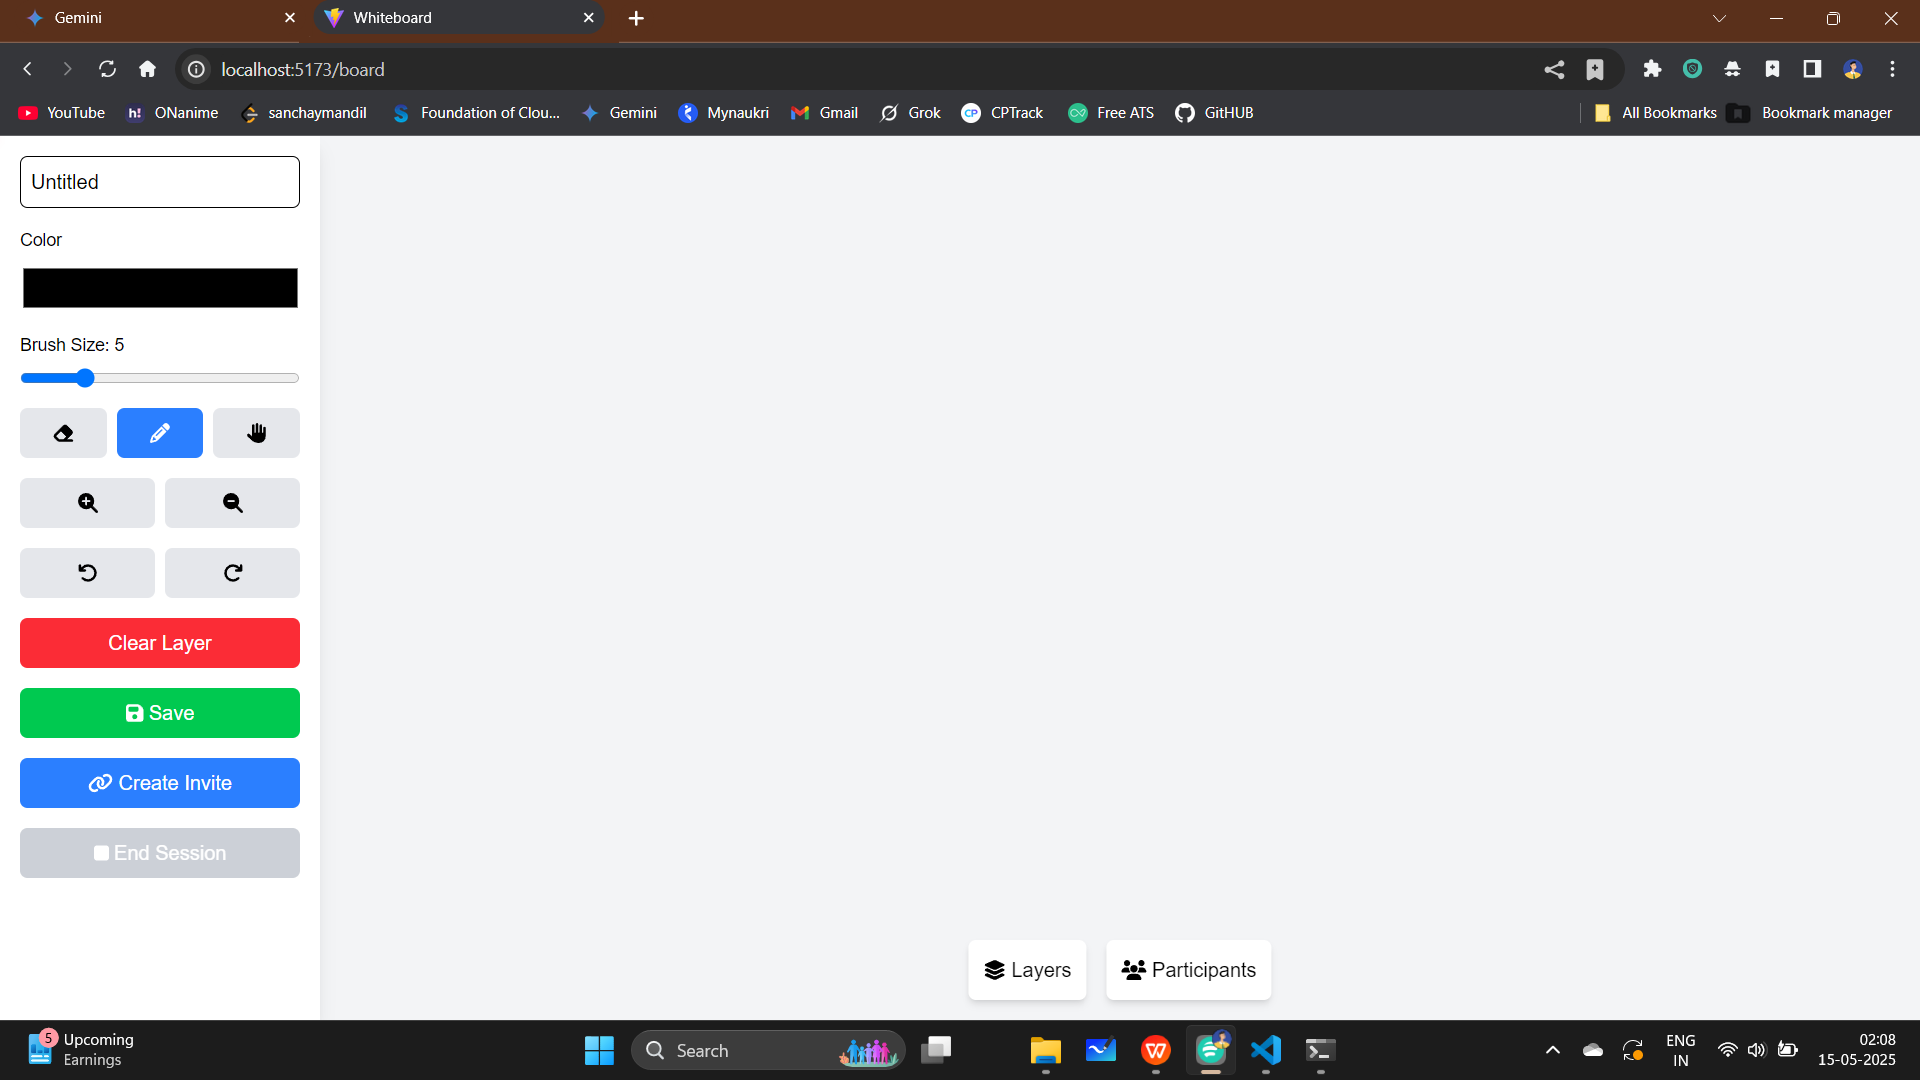 Gemini
Whiteboard
localhost:5173/board
YouTube
h!
ONanime
sanchaymandil
Foundation of Clou...
Gemini
Mynaukri
Gmail
Grok
CP
CPTrack
Free ATS
GitHUB
All Bookmarks
Bookmark manager
Untitled
Color
Brush Size: 5
Clear Layer
Save
Create Invite
End Session
Layers
Participants
5
Upcoming
Earnings
Search
W
ENG
IN
02:08
15-05-2025